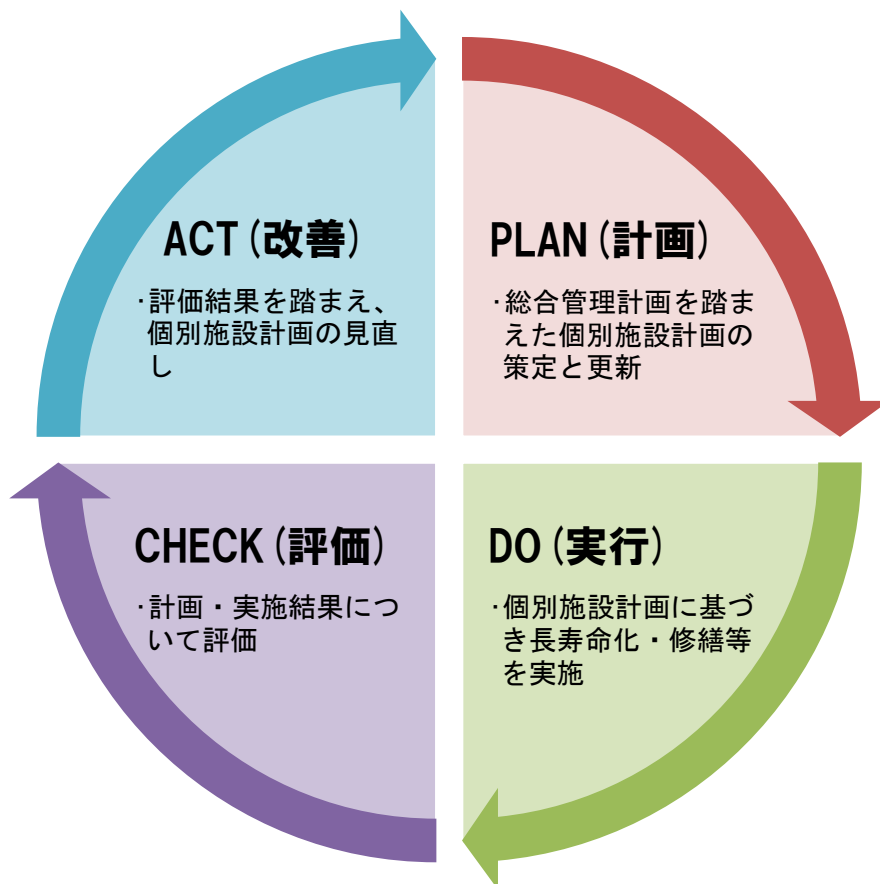 ACT(改善)
・評価結果を踏まえ、
個別施設計画の見直
し
PLAN(計画)
・総合管理計画を踏ま
えた個別施設計画の
策定と更新
CHECK(評価)
・計画・実施結果につ
いて評価
DO(実行)
・個別施設計画に基づ
き長寿命化・修繕等
を実施